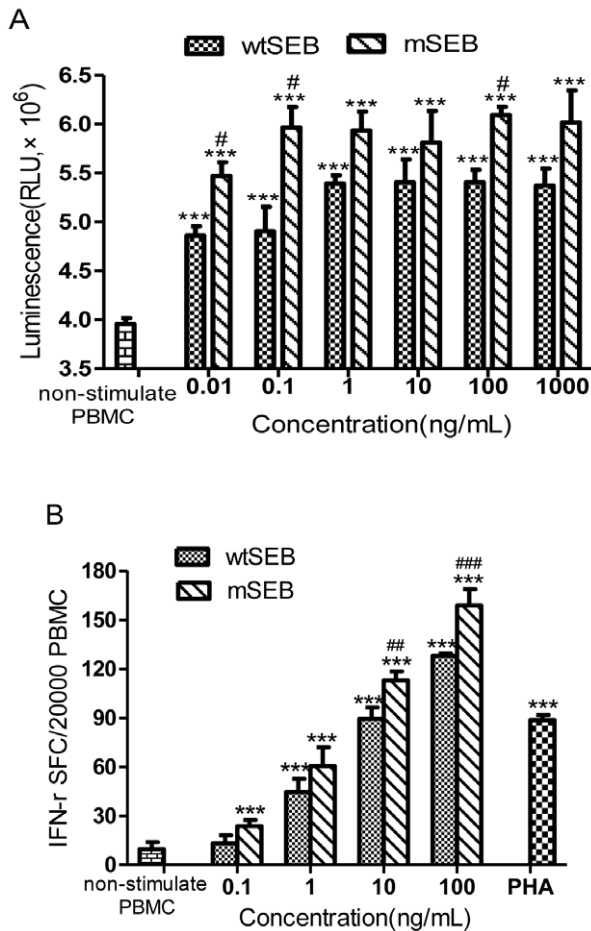 A
wtSEB mSEB
Luminescence(RLU,× 10⁶)
6.5
6.0
5.5
5.0
4.5
4.0
3.5
*** # *** *** # *** *** *** *** *** *** # *** *** ***
non-stimulate
PBMC
0.01 0.1 1 10 100 1000
Concentration(ng/mL)
B
wtSEB
mSEB
IFN-r SFC/20000 PBMC
180
150
120
90
60
30
0
*** *** *** *** ## *** *** ### *** ***
non-stimulate
PBMC
0.1 1 10 100 PHA
Concentration(ng/mL)